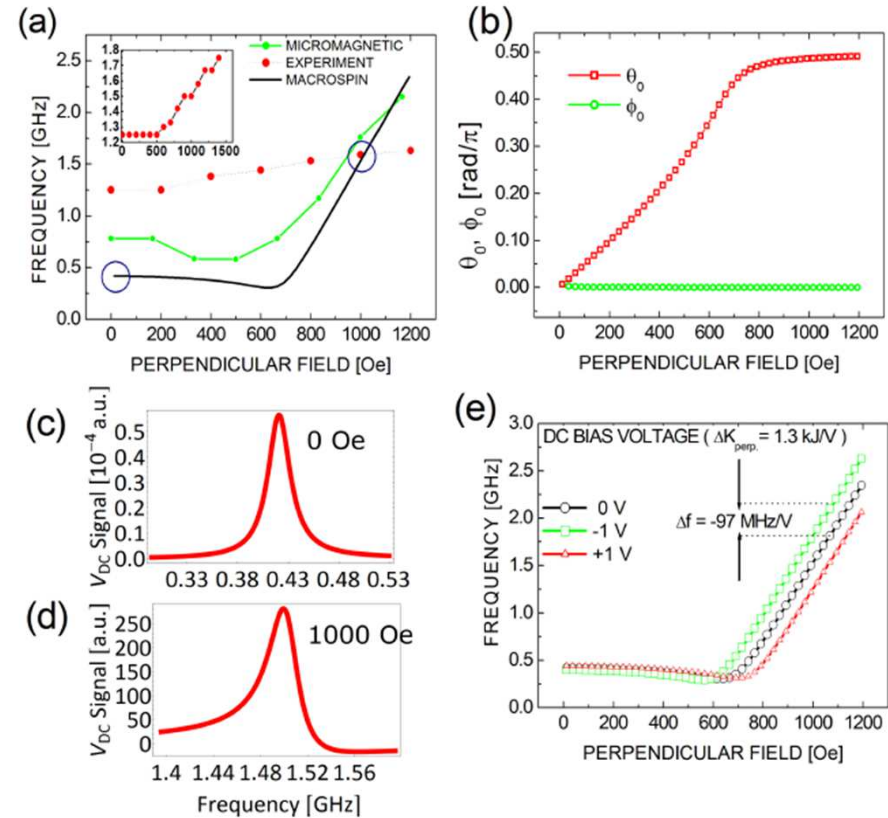 (a)
2.5
2.0
1.5
1.0
0.5
0.0
FREQUENCY [GHz]
0 200 400 600 800 1000 1200
PERPENDICULAR FIELD [Oe]
MICROMAGNETIC
EXPERIMENT
MACROSPIN
1.8
1.7
1.6
1.5
1.4
1.3
1.2
0 500 1000 1500
(b)
0.50
0.40
0.30
0.20
0.10
0.00
θ0, ϕ0 [rad/π]
θ0
ϕ0
0 200 400 600 800 1000 1200
PERPENDICULAR FIELD [Oe]
(c)
0.5
0.4
0.3
0.2
0.1
0.0
VDC Signal [10-4 a.u.]
0 Oe
0.33 0.38 0.43 0.48 0.53
(d)
250
200
150
100
50
0
VDC Signal [a.u.]
1000 Oe
1.4 1.44 1.48 1.52 1.56
Frequency [GHz]
(e)
3.0
2.5
2.0
1.5
1.0
0.5
0.0
FREQUENCY [GHz]
DC BIAS VOLTAGE ( ΔKperp. = 1.3 kJ/V )
0 V
-1 V
+1 V
Δf = -97 MHz/V
0 200 400 600 800 1000 1200
PERPENDICULAR FIELD [Oe]